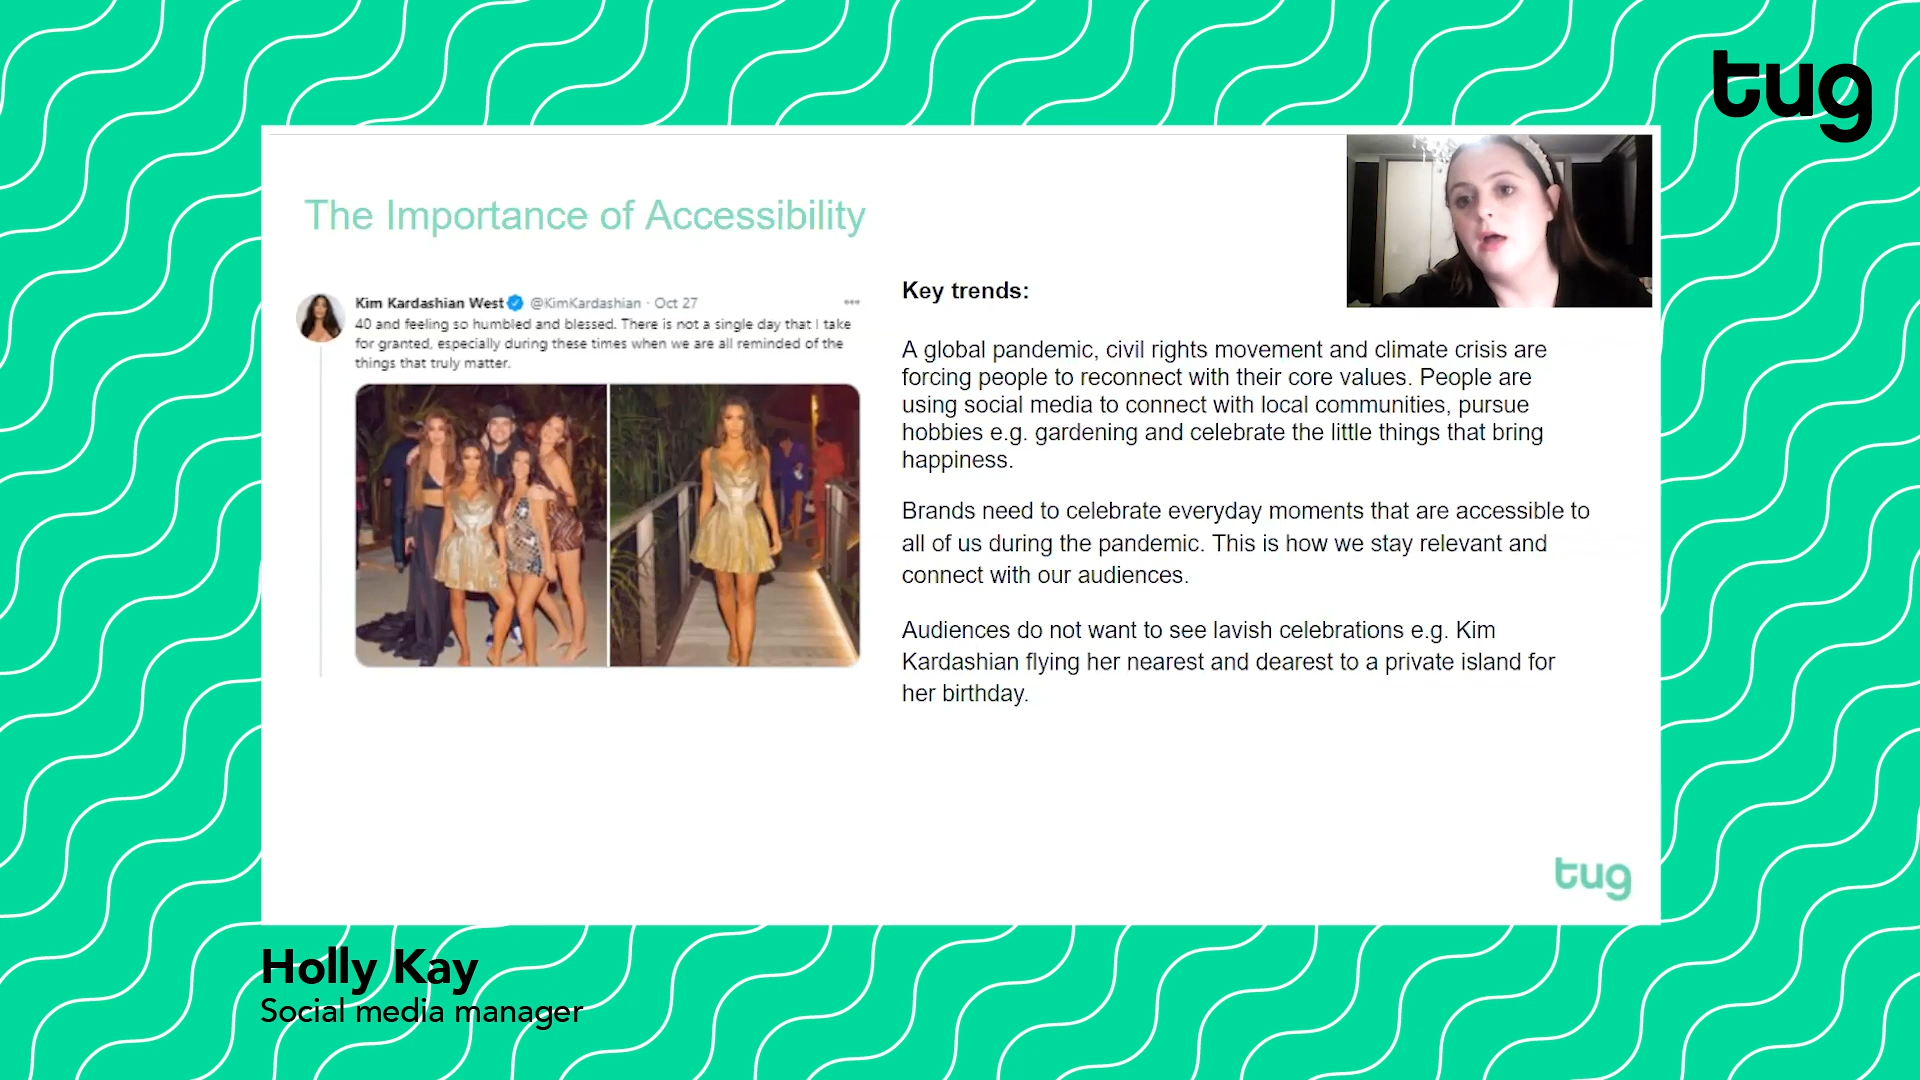 tug
The Importance of Accessibility
Kim Kardashian West @KimKardashian · Oct 27
40 and feeling so humbled and blessed. There is not a single day that I take
for granted, especially during these times when we are all reminded of the
things that truly matter.
Key trends:
A global pandemic, civil rights movement and climate crisis are
forcing people to reconnect with their core values. People are
using social media to connect with local communities, pursue
hobbies e.g. gardening and celebrate the little things that bring
happiness.
Brands need to celebrate everyday moments that are accessible to
all of us during the pandemic. This is how we stay relevant and
connect with our audiences.
Audiences do not want to see lavish celebrations e.g. Kim
Kardashian flying her nearest and dearest to a private island for
her birthday.
tug
Holly Kay
Social media manager